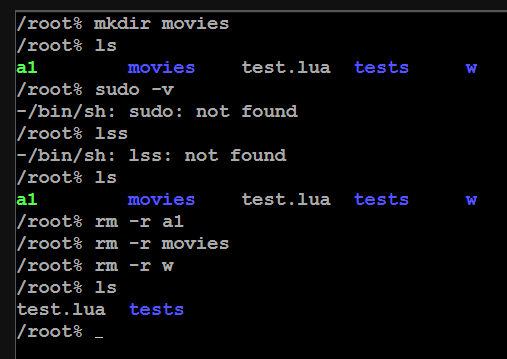 /root% mkdir movies
/root% ls
a1 movies test.lua tests w
/root% sudo -v
-/bin/sh: sudo: not found
/root% lss
-/bin/sh: lss: not found
/root% ls
a1 movies test.lua tests w
/root% rm -r a1
/root% rm -r movies
/root% rm -r w
/root% ls
test.lua tests
/root% _